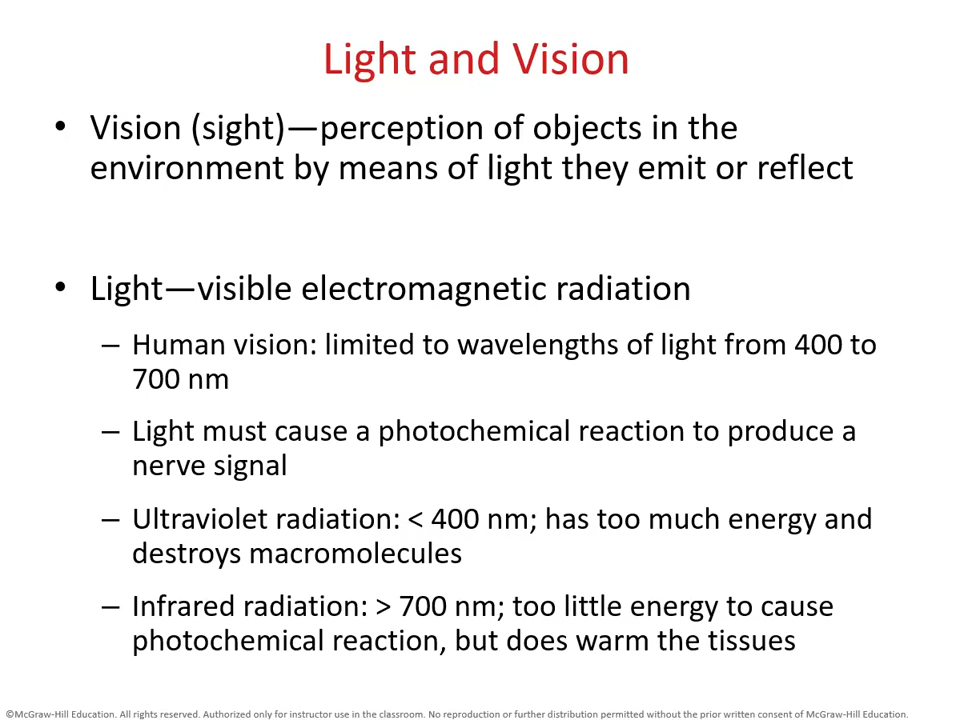 Light and Vision
• Vision (sight)—perception of objects in the
environment by means of light they emit or reflect
• Light—visible electromagnetic radiation
– Human vision: limited to wavelengths of light from 400 to
700 nm
– Light must cause a photochemical reaction to produce a
nerve signal
– Ultraviolet radiation: < 400 nm; has too much energy and
destroys macromolecules
– Infrared radiation: > 700 nm; too little energy to cause
photochemical reaction, but does warm the tissues
©McGraw-Hill Education. All rights reserved. Authorized only for instructor use in the classroom. No reproduction or further distribution permitted without the prior written consent of McGraw-Hill Education.